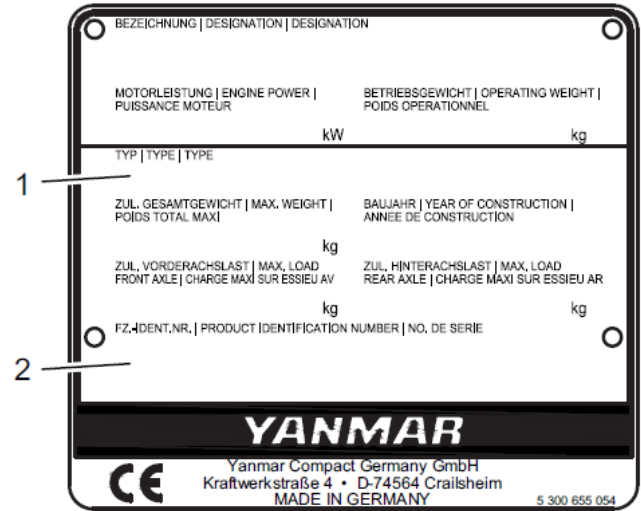 BEZEICHNUNG | DESIGNATION | DESIGNATION
MOTORLEISTUNG | ENGINE POWER |
PUISSANCE MOTEUR
kW
BETRIEBSGEWICHT | OPERATING WEIGHT |
POIDS OPERATIONNEL
kg
TYP | TYPE | TYPE
1
ZUL. GESAMTGEWICHT | MAX. WEIGHT |
POIDS TOTAL MAXI
kg
BAUJAHR | YEAR OF CONSTRUCTION |
ANNEE DE CONSTRUCTION
ZUL. VORDERACHSLAST | MAX. LOAD
FRONT AXLE | CHARGE MAXI SUR ESSIEU AV
kg
ZUL. HINTERACHSLAST | MAX. LOAD
REAR AXLE | CHARGE MAXI SUR ESSIEU AR
kg
FZ.-IDENT.NR. | PRODUCT IDENTIFICATION NUMBER | NO. DE SERIE
2
YANMAR
CE
Yanmar Compact Germany GmbH
Kraftwerkstraße 4 • D-74564 Crailsheim
MADE IN GERMANY
5 300 655 054